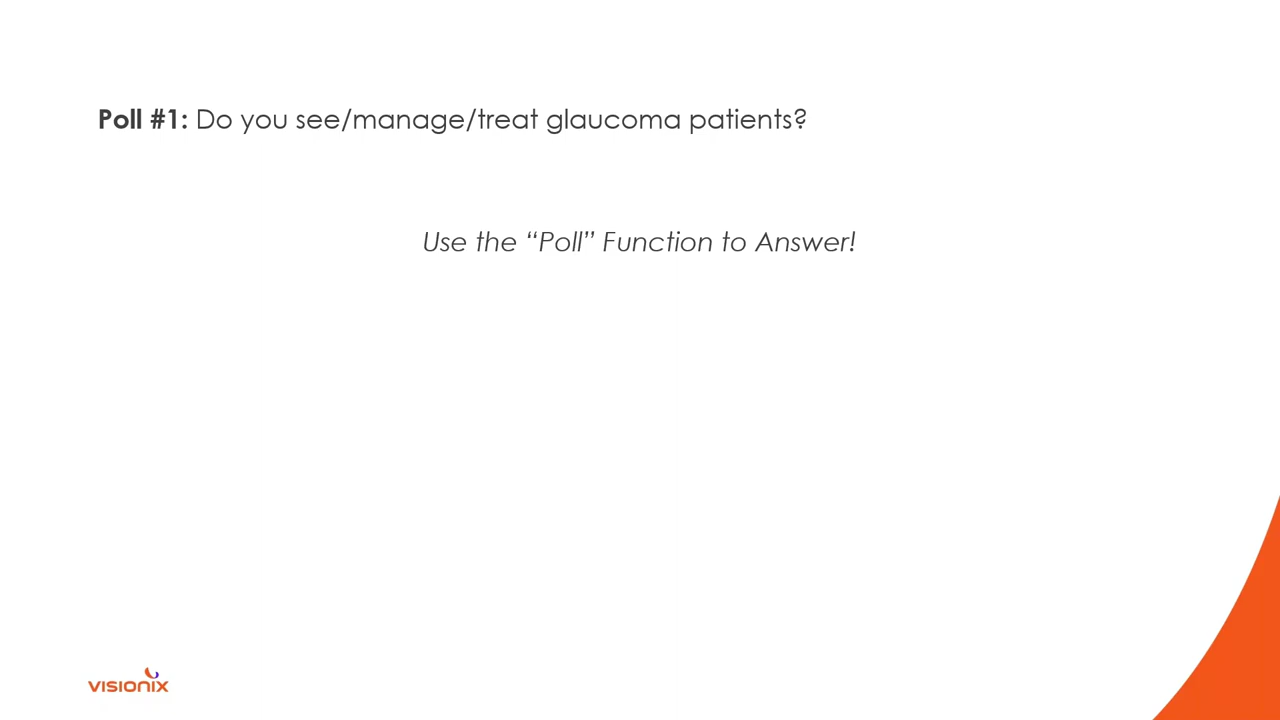 Poll #1: Do you see/manage/treat glaucoma patients?
Use the “Poll” Function to Answer!
VISIONIX